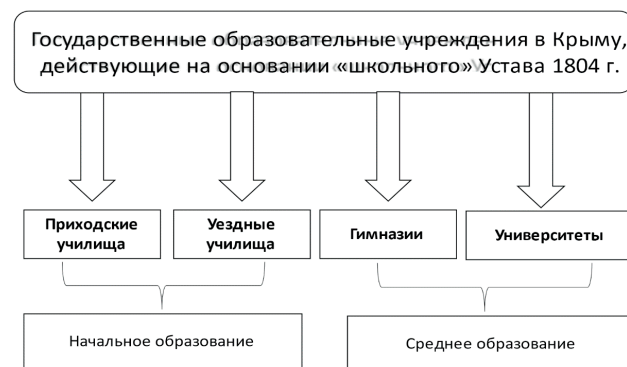 Государственные образовательные учреждения в Крыму,
действующие на основании «школьного» Устава 1804 г.
Приходские
училища
Уездные
училища
Гимназии
Университеты
Начальное образование
Среднее образование